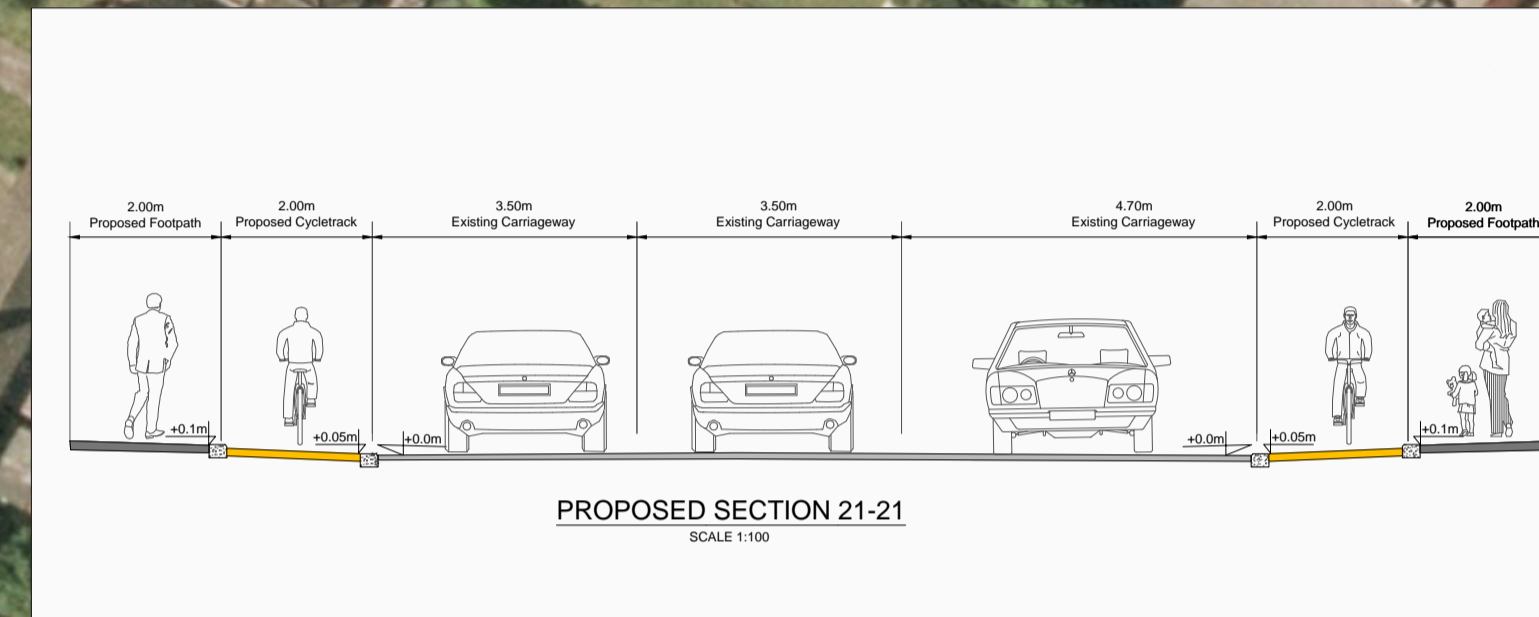 2.00m
Proposed Footpath
2.00m
Proposed Cycletrack
3.50m
Existing Carriageway
3.50m
Existing Carriageway
4.70m
Existing Carriageway
2.00m
Proposed Cycletrack
2.00m
Proposed Footpath
+0.1m
+0.05m
+0.0m
+0.0m
+0.05m
+0.1m
PROPOSED SECTION 21-21
SCALE 1:100